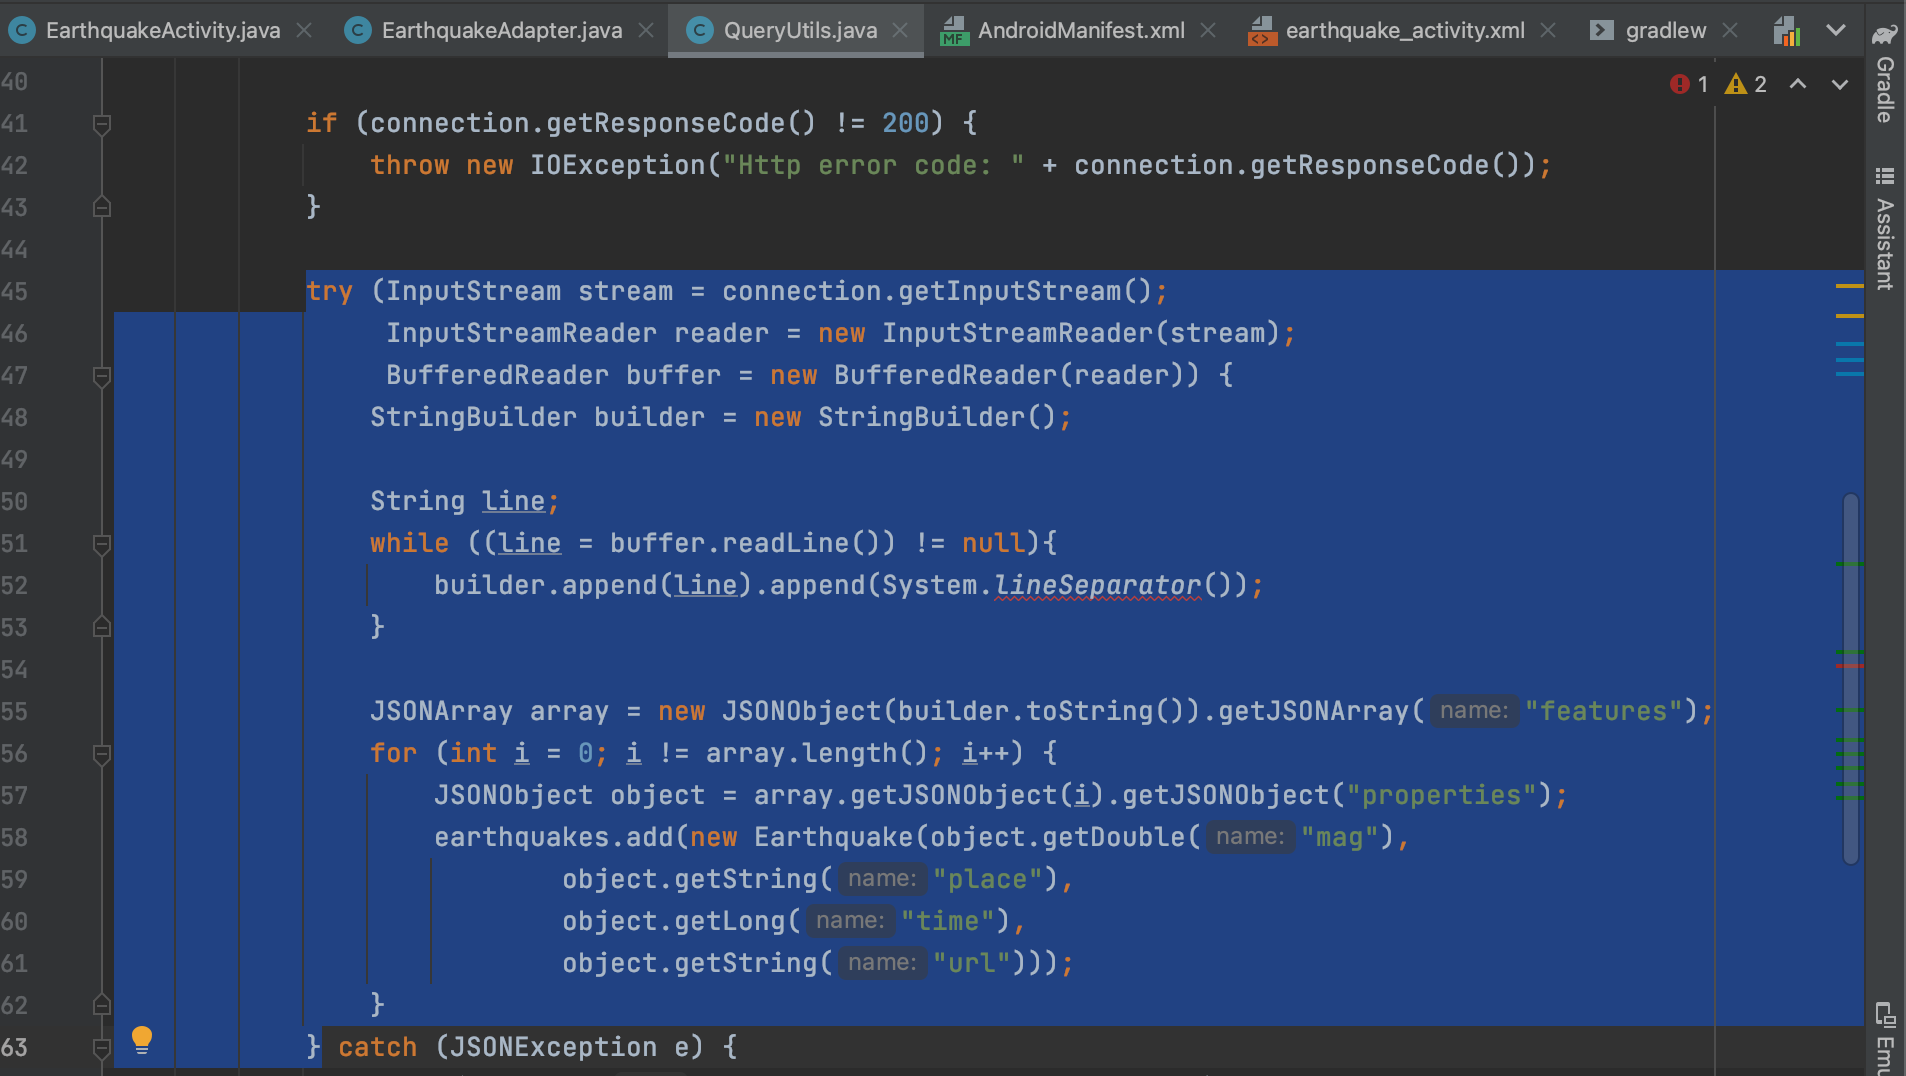 EarthquakeActivity.java EarthquakeAdapter.java QueryUtils.java AndroidManifest.xml earthquake_activity.xml gradlew
1 2
40
41 if (connection.getResponseCode() != 200) {
42 throw new IOException("Http error code: " + connection.getResponseCode());
43 }
44
45 try (InputStream stream = connection.getInputStream();
46 InputStreamReader reader = new InputStreamReader(stream);
47 BufferedReader buffer = new BufferedReader(reader)) {
48 StringBuilder builder = new StringBuilder();
49
50 String line;
51 while ((line = buffer.readLine()) != null){
52 builder.append(line).append(System.lineSeparator());
53 }
54
55 JSONArray array = new JSONObject(builder.toString()).getJSONArray( name: "features");
56 for (int i = 0; i != array.length(); i++) {
57 JSONObject object = array.getJSONObject(i).getJSONObject("properties");
58 earthquakes.add(new Earthquake(object.getDouble( name: "mag"),
59 object.getString( name: "place"),
60 object.getLong( name: "time"),
61 object.getString( name: "url")));
62 }
63 } catch (JSONException e) {
Gradle
Assistant
Emu